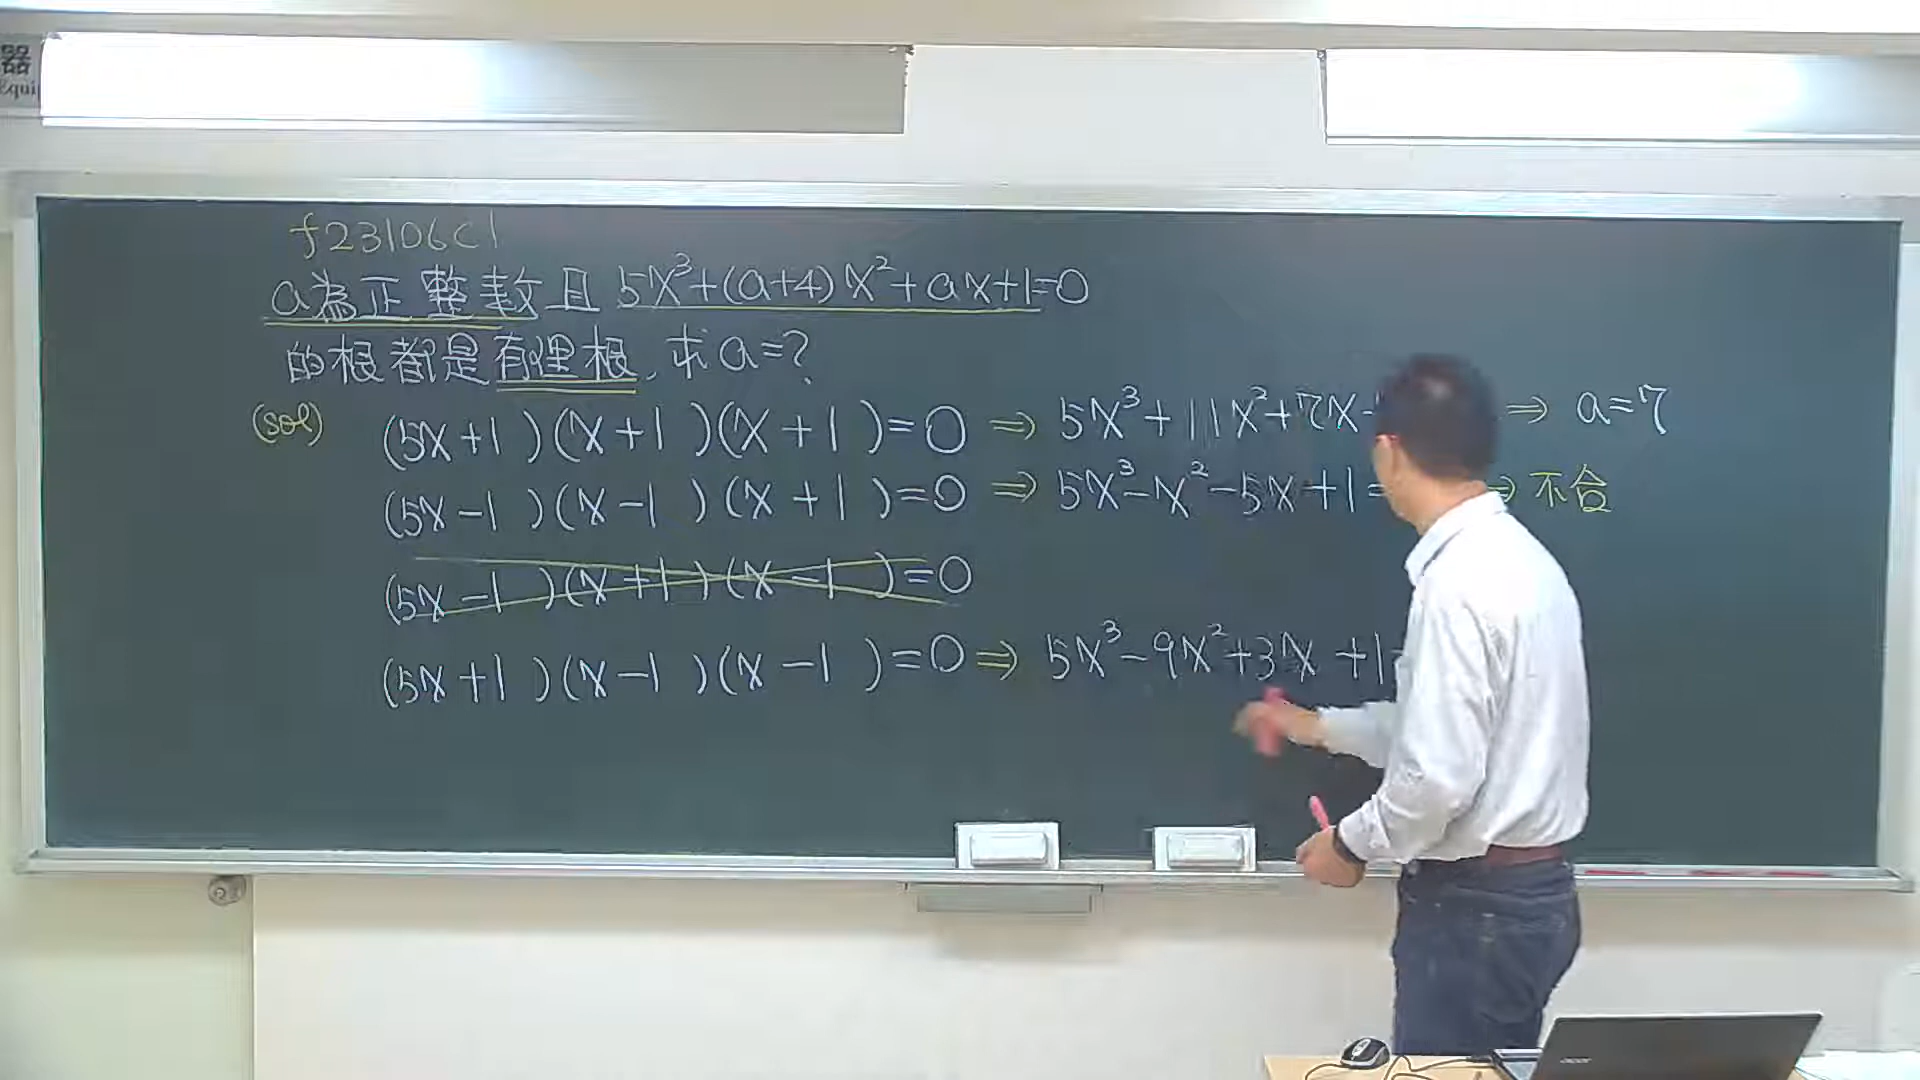 器
Equi
f23106c1
a為正整數且 5x³+(a+4)x²+ax+1=0
的根都是有理根,求a=?
(sol) (5x+1)(x+1)(x+1)=0 ⇒ 5x³+11x²+7x ⇒ a=7
(5x-1)(x-1)(x+1)=0 ⇒ 5x³-x²-5x+1= ⇒ 不合
(5x-1)(x+1)(x-1)=0
(5x+1)(x-1)(x-1)=0 ⇒ 5x³-9x²+3x+1=
acer